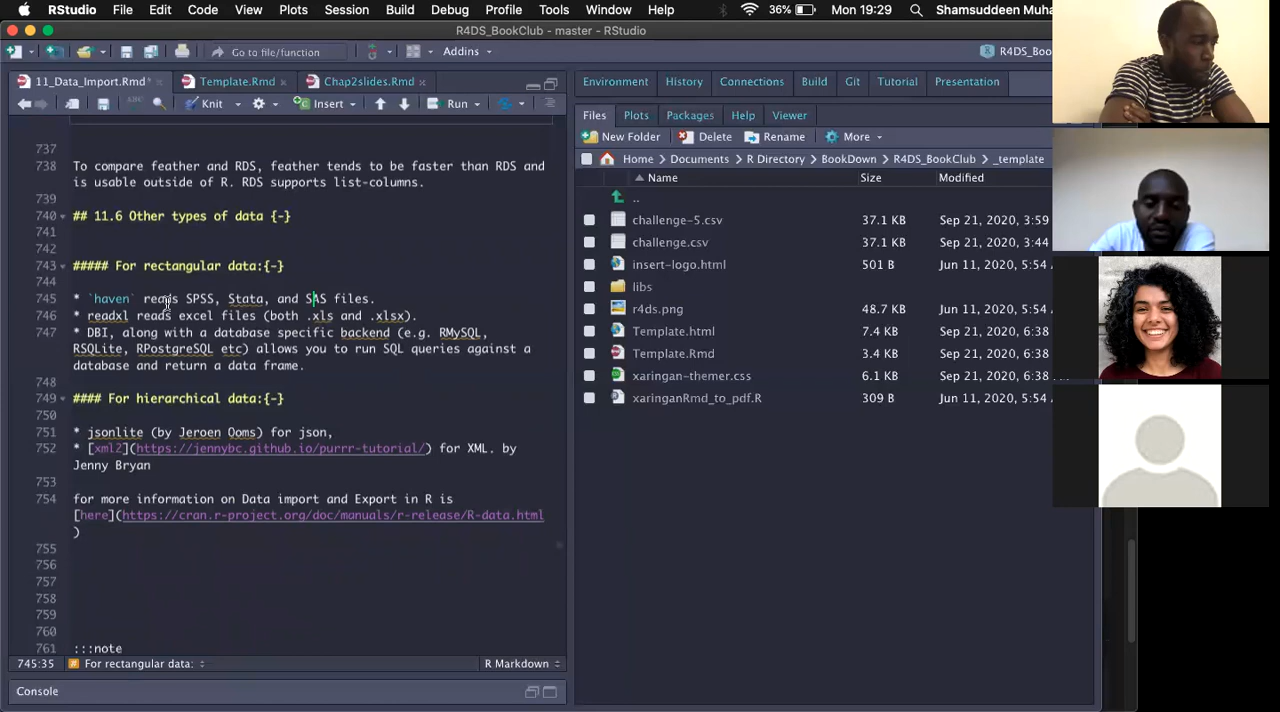 RStudio File Edit Code View Plots Session Build Debug Profile Tools Window Help 36% Mo 19:29 Shamsuddeen Muha
R4DS_BookClub - master - RStudio
Go to file/function Addins R4DS_Boo
11_Data_Import.Rmd* Template.Rmd Chap2slides.Rmd
Environment History Connections Build Git Tutorial Presentation
ABC Knit Insert Run
Files Plots Packages Help Viewer
New Folder Delete Rename More
Home Documents R Directory BookDown R4DS_BookClub _template
Name Size Modified
..
challenge-5.csv 37.1 KB Sep 21, 2020, 3:59
challenge.csv 37.1 KB Sep 21, 2020, 3:44
insert-logo.html 501 B Jun 11, 2020, 5:54
libs
r4ds.png 48.7 KB Sep 21, 2020, 6:38
Template.html 7.4 KB Sep 21, 2020, 6:38
Template.Rmd 3.4 KB Sep 21, 2020, 6:38
xaringan-themer.css 6.1 KB Sep 21, 2020, 6:38
xaringanRmd_to_pdf.R 309 B Jun 11, 2020, 5:54
737
738 To compare feather and RDS, feather tends to be faster than RDS and
is usable outside of R. RDS supports list-columns.
739
740 ## 11.6 Other types of data {-}
741
742
743 ##### For rectangular data:{-}
744
745 * `haven` reads SPSS, Stata, and SAS files.
746 * readxl reads excel files (both .xls and .xlsx).
747 * DBI, along with a database specific backend (e.g. RMySQL,
RSQLite, RPostgreSQL etc) allows you to run SQL queries against a
database and return a data frame.
748
749 #### For hierarchical data:{-}
750
751 * jsonlite (by Jeroen Ooms) for json,
752 * [xml2](https://jennybc.github.io/purrr-tutorial/) for XML. by
Jenny Bryan
753
754 for more information on Data import and Export in R is
[here](https://cran.r-project.org/doc/manuals/r-release/R-data.html
)
755
756
757
758
759
760
761 :::note
745:35 # For rectangular data: R Markdown
Console